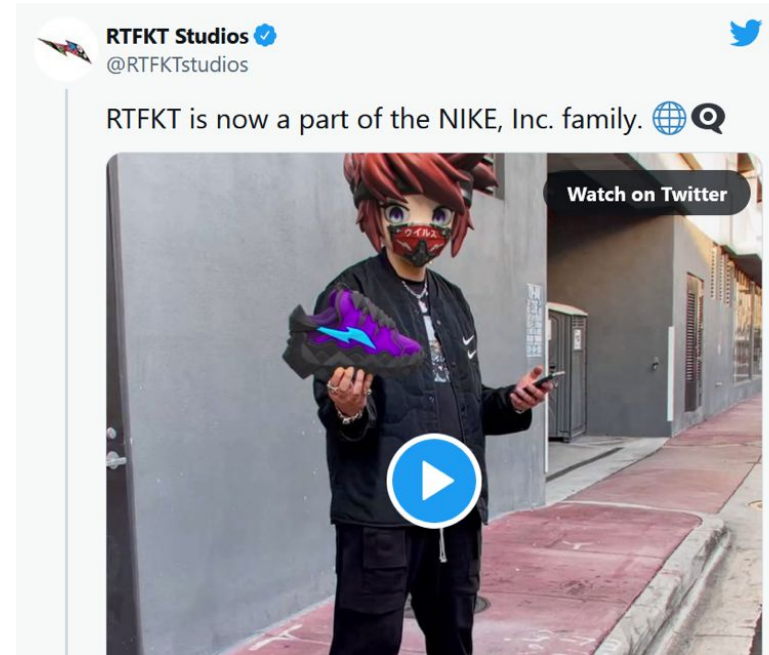 RTFKT Studios
@RTFKTstudios
RTFKT is now a part of the NIKE, Inc. family.
Watch on Twitter
ウイルス